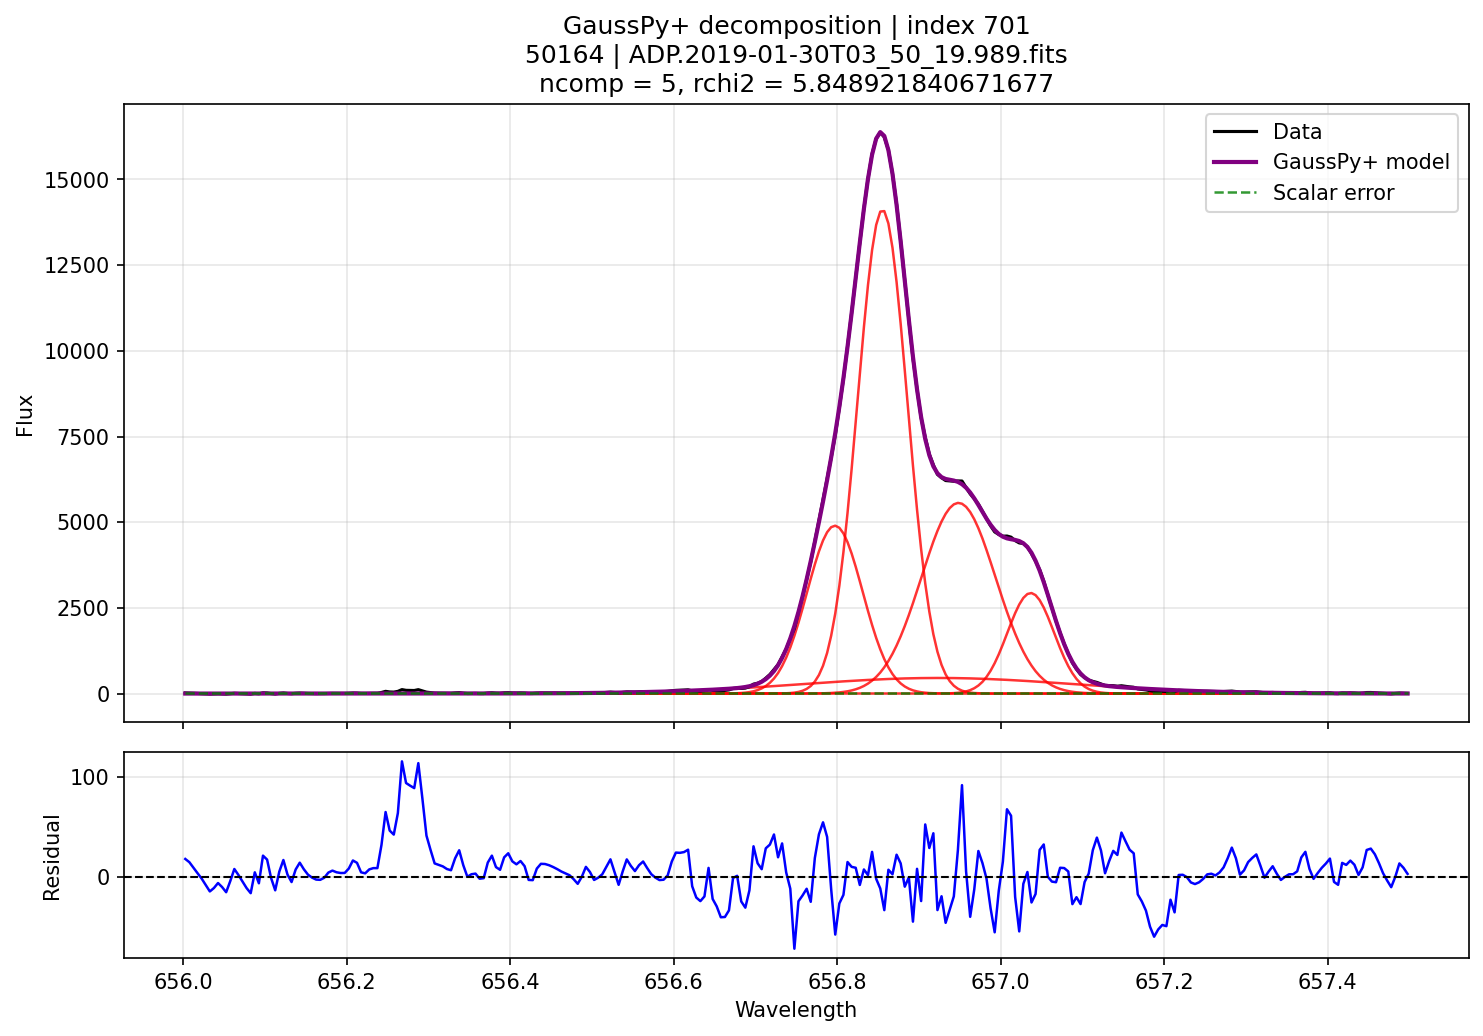 GaussPy+ decomposition | index 701
50164 | ADP.2019-01-30T03_50_19.989.fits
ncomp = 5, rchi2 = 5.848921840671677
Data
GaussPy+ model
Scalar error
Flux
15000
12500
10000
7500
5000
2500
0
Residual
100
0
656.0 656.2 656.4 656.6 656.8 657.0 657.2 657.4
Wavelength